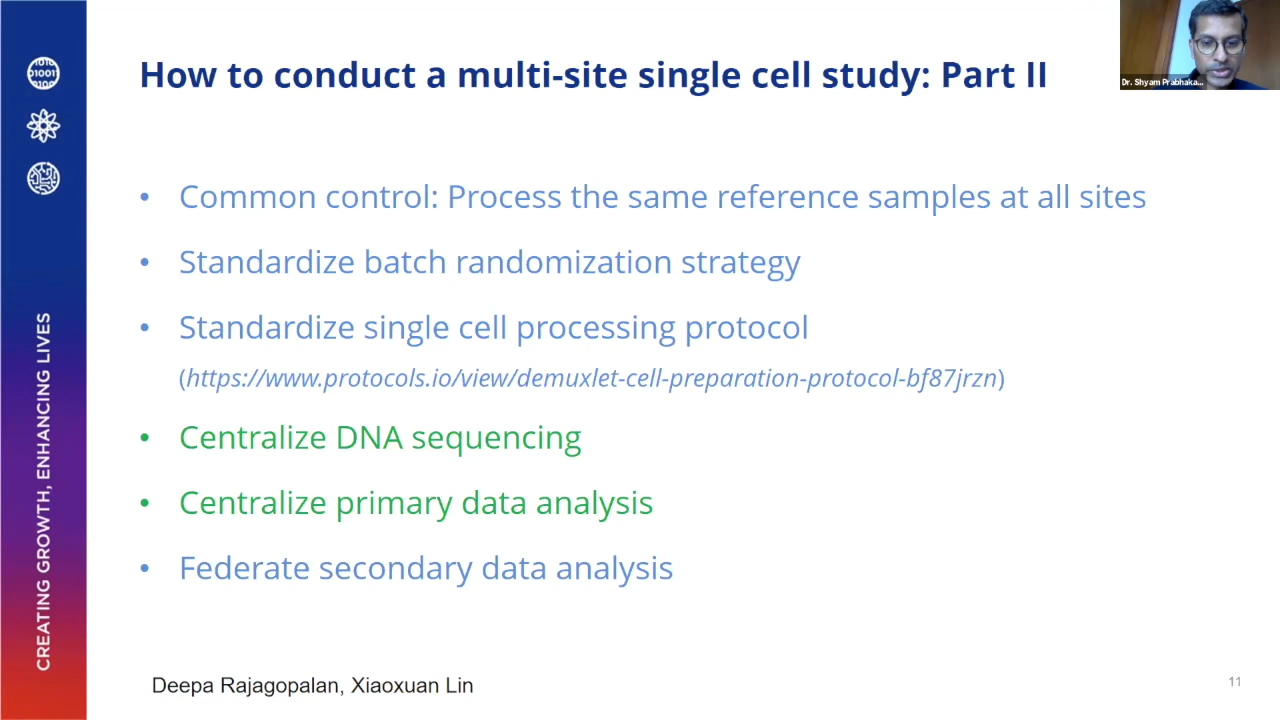 How to conduct a multi-site single cell study: Part II
Dr. Shyam Prabhaka...
• Common control: Process the same reference samples at all sites
• Standardize batch randomization strategy
• Standardize single cell processing protocol
(https://www.protocols.io/view/demuxlet-cell-preparation-protocol-bf87jrzn)
• Centralize DNA sequencing
• Centralize primary data analysis
• Federate secondary data analysis
Deepa Rajagopalan, Xiaoxuan Lin
11
CREATING GROWTH, ENHANCING LIVES